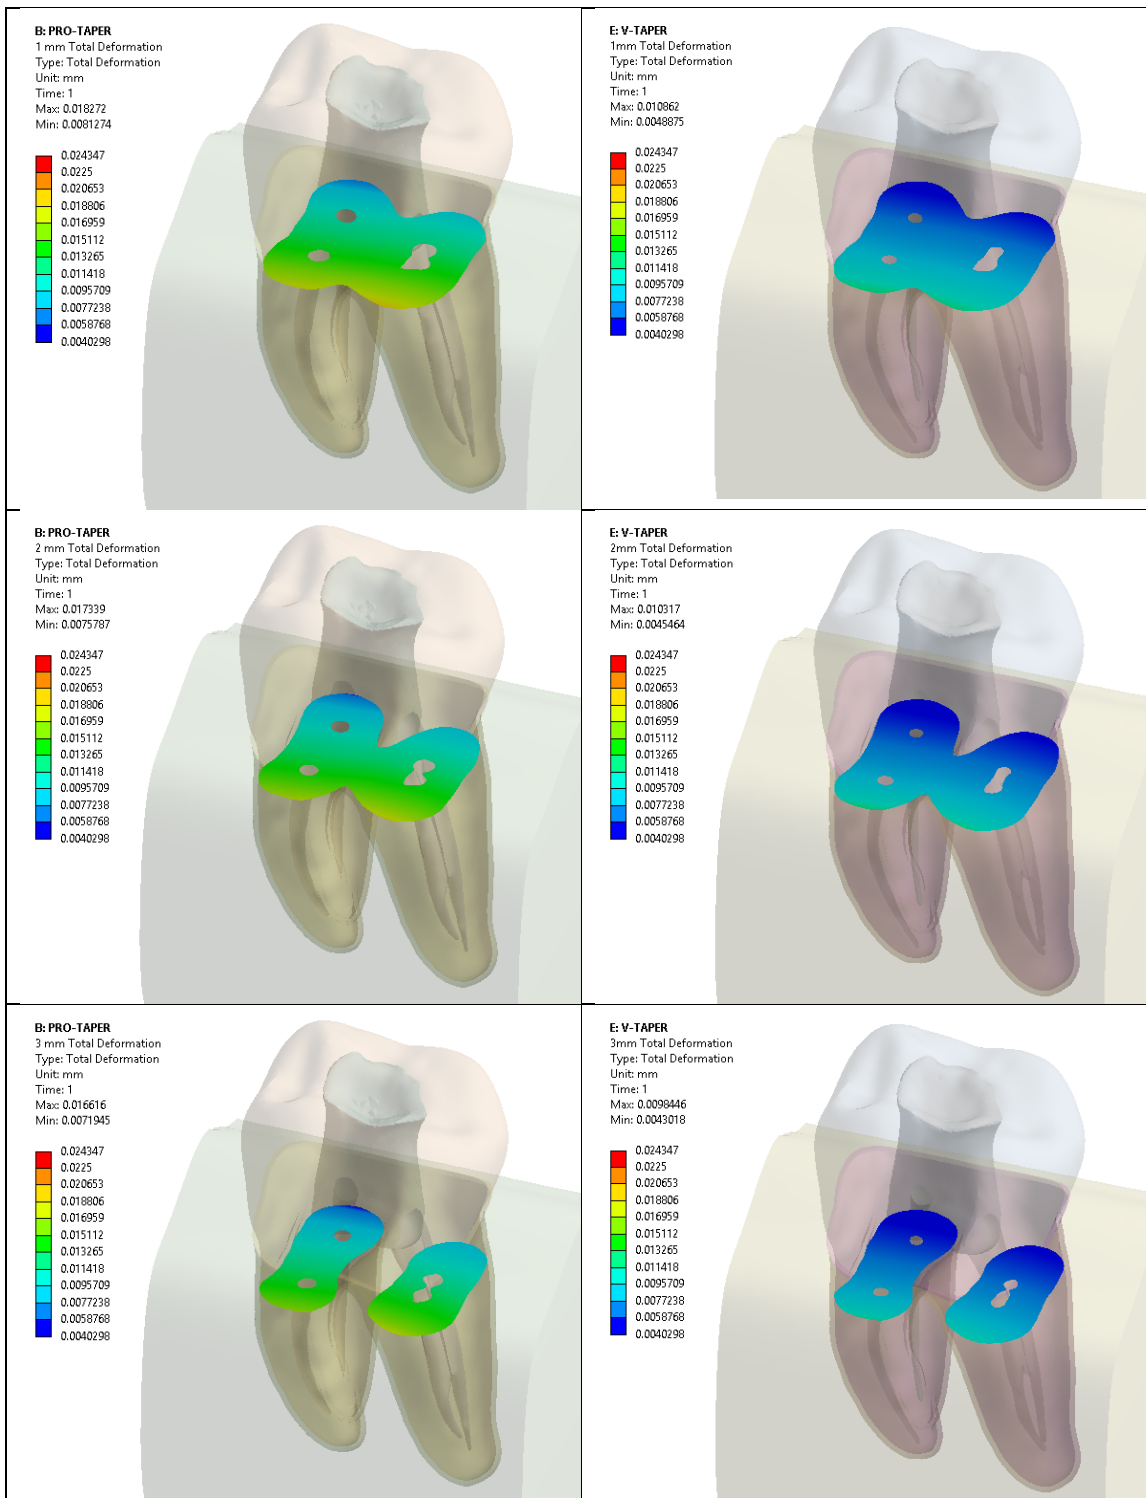 B: PRO-TAPER
1 mm Total Deformation
Type: Total Deformation
Unit: mm
Time: 1
Max: 0.018272
Min: 0.0081274
0.024347
0.0225
0.020653
0.018806
0.016959
0.015112
0.013265
0.011418
0.0095709
0.0077238
0.0058768
0.0040298
E: V-TAPER
1mm Total Deformation
Type: Total Deformation
Unit: mm
Time: 1
Max: 0.010862
Min: 0.0048875
0.024347
0.0225
0.020653
0.018806
0.016959
0.015112
0.013265
0.011418
0.0095709
0.0077238
0.0058768
0.0040298
B: PRO-TAPER
2 mm Total Deformation
Type: Total Deformation
Unit: mm
Time: 1
Max: 0.017339
Min: 0.0075787
0.024347
0.0225
0.020653
0.018806
0.016959
0.015112
0.013265
0.011418
0.0095709
0.0077238
0.0058768
0.0040298
E: V-TAPER
2mm Total Deformation
Type: Total Deformation
Unit: mm
Time: 1
Max: 0.010317
Min: 0.0045464
0.024347
0.0225
0.020653
0.018806
0.016959
0.015112
0.013265
0.011418
0.0095709
0.0077238
0.0058768
0.0040298
B: PRO-TAPER
3 mm Total Deformation
Type: Total Deformation
Unit: mm
Time: 1
Max: 0.016616
Min: 0.0071945
0.024347
0.0225
0.020653
0.018806
0.016959
0.015112
0.013265
0.011418
0.0095709
0.0077238
0.0058768
0.0040298
E: V-TAPER
3mm Total Deformation
Type: Total Deformation
Unit: mm
Time: 1
Max: 0.0098446
Min: 0.0043018
0.024347
0.0225
0.020653
0.018806
0.016959
0.015112
0.013265
0.011418
0.0095709
0.0077238
0.0058768
0.0040298